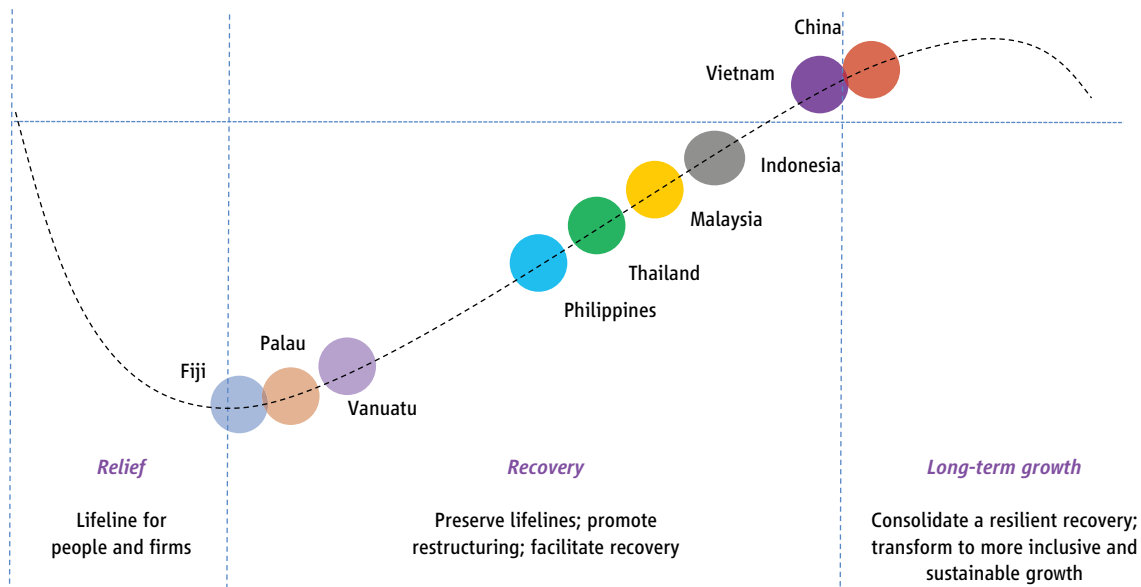 China
Vietnam
Indonesia
Malaysia
Thailand
Philippines
Palau
Fiji
Vanuatu
Relief
Lifeline for
people and firms
Recovery
Preserve lifelines; promote
restructuring; facilitate recovery
Long-term growth
Consolidate a resilient recovery;
transform to more inclusive and
sustainable growth